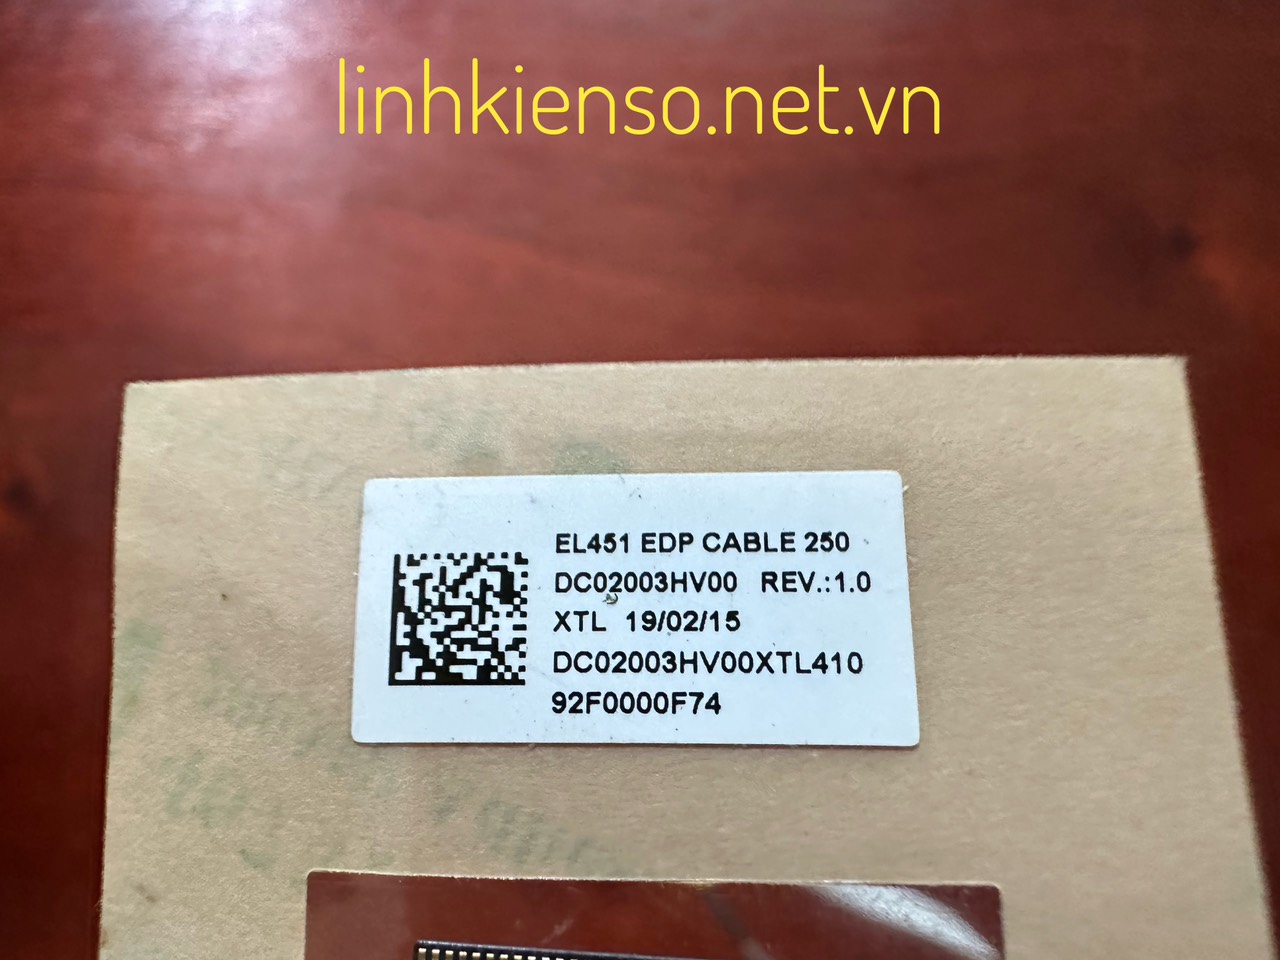 linhkienso.net.vn
EL451 EDP CABLE 250
DC02003HV00 REV.:1.0
XTL 19/02/15
DC02003HV00XTL410
92F0000F74